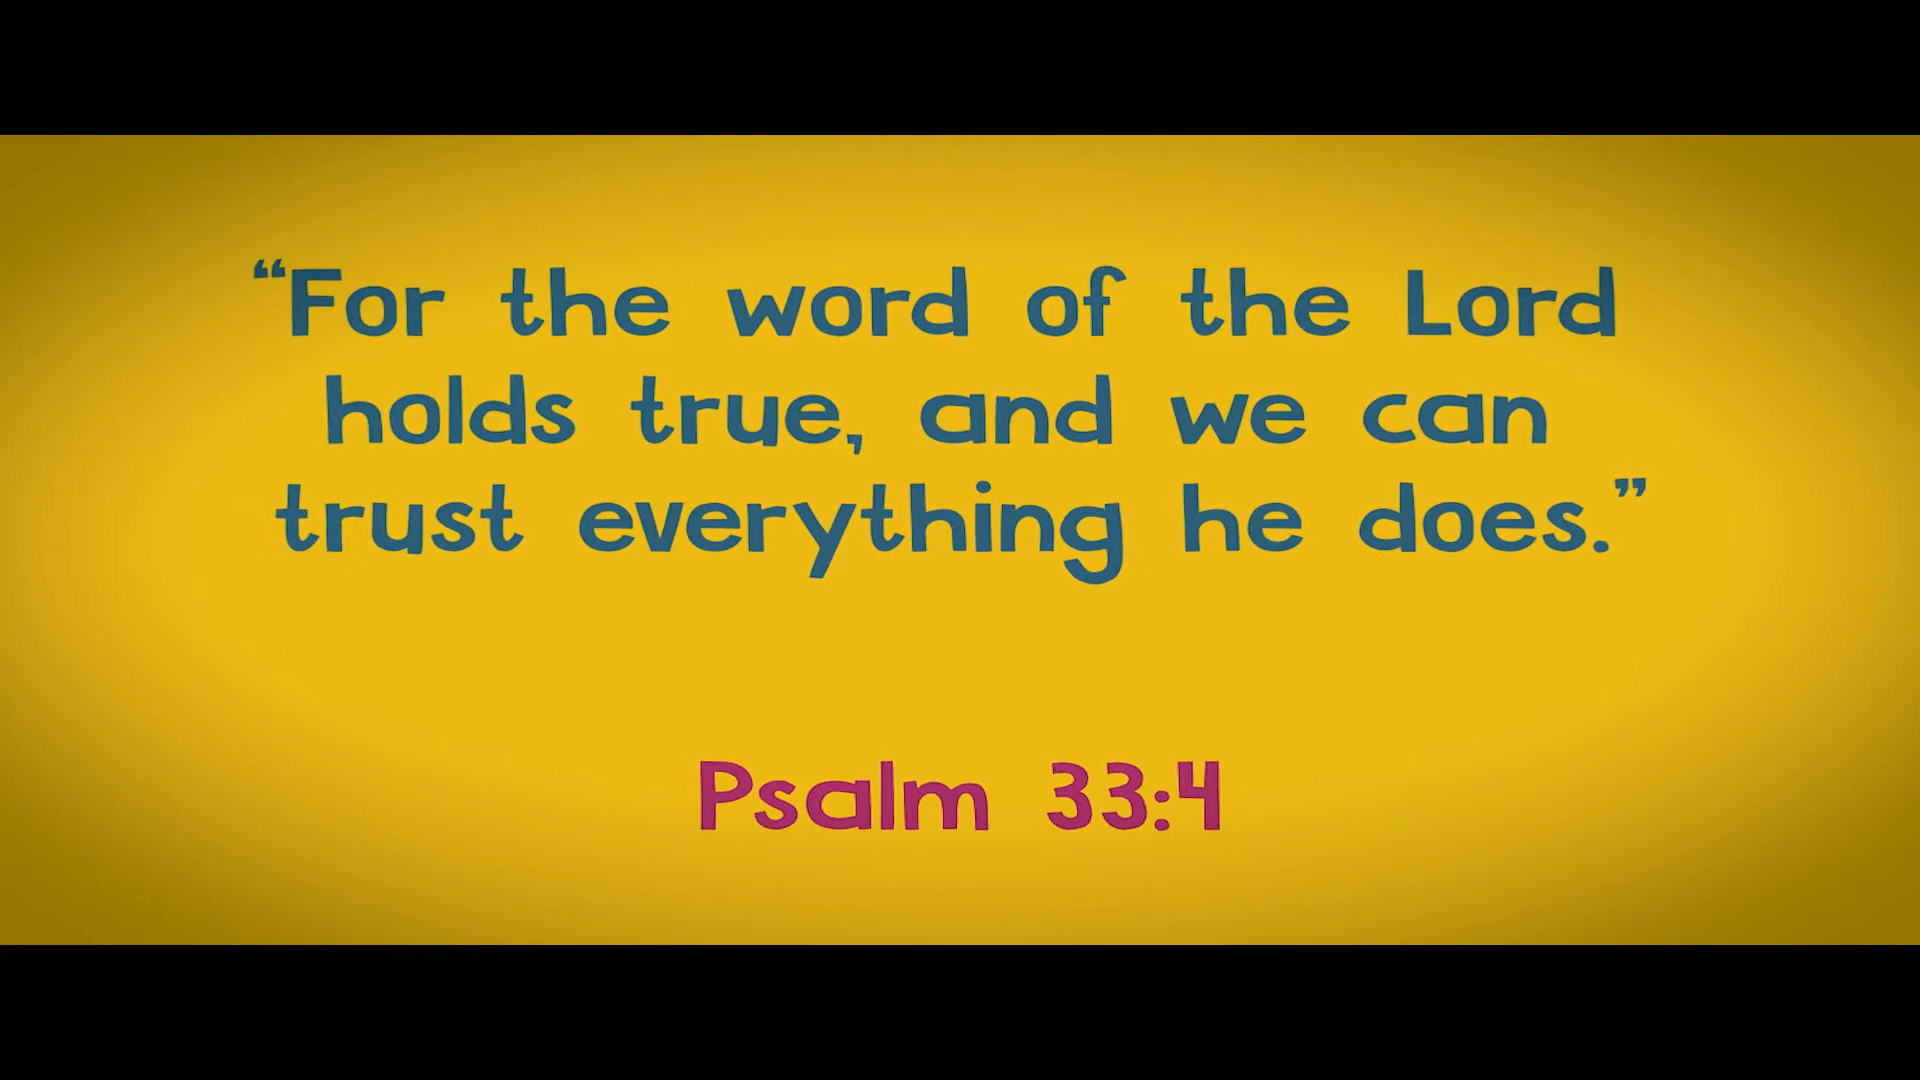 “For the word of the Lord
holds true, and we can
trust everything he does.”
Psalm 33:4